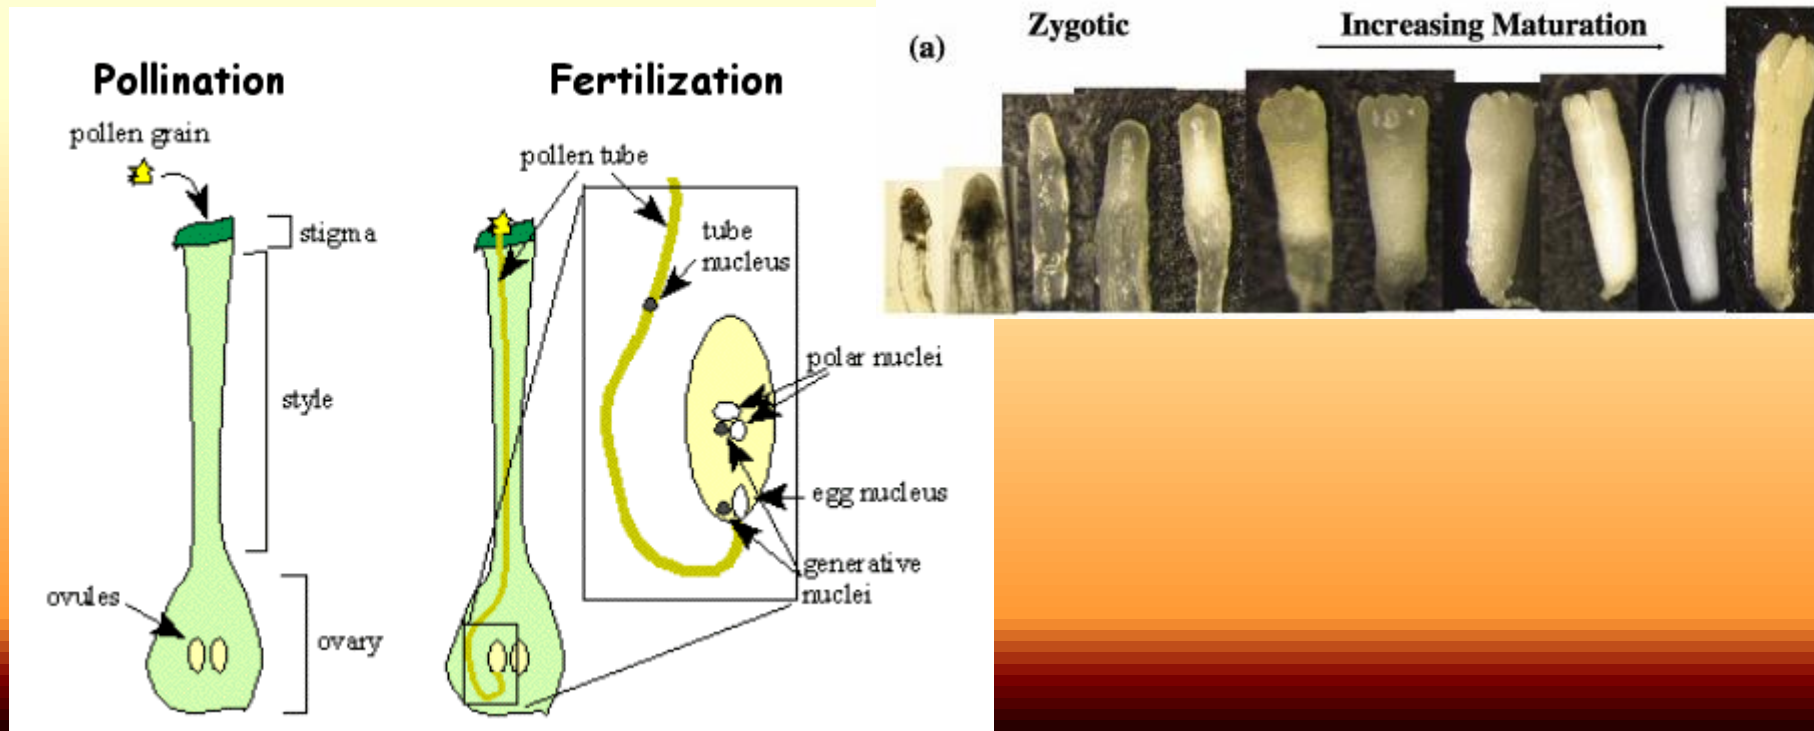 Pollination
pollen grain
stigma
style
ovules
ovary
Fertilization
pollen tube
tube
nucleus
polar nuclei
egg nucleus
generative
nuclei
(a)
Zygotic
Increasing Maturation